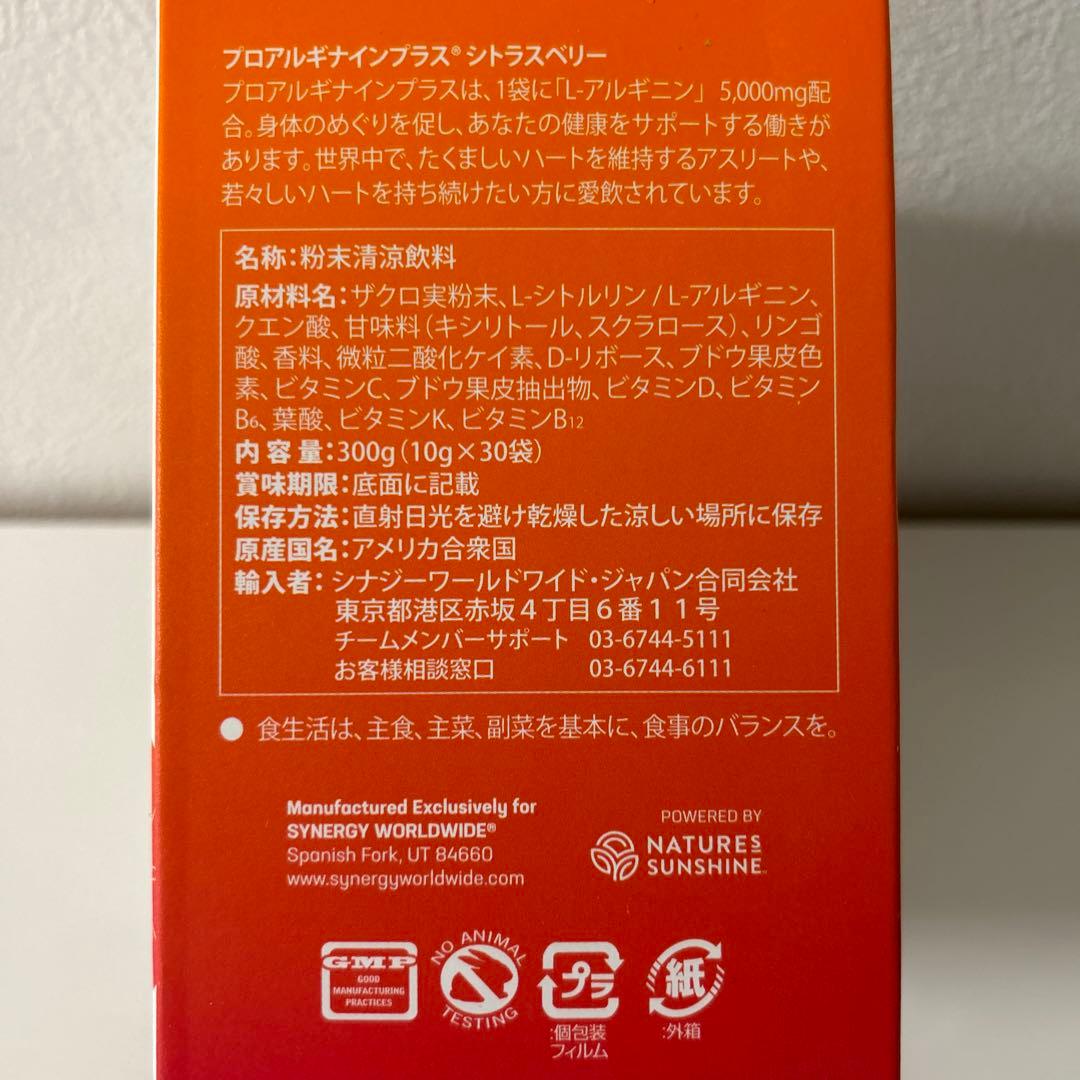 プロアルギナインプラス® シトラスベリー
プロアルギナインプラスは、1袋に「L-アルギニン」 5,000mg配
合。身体のめぐりを促し、あなたの健康をサポートする働きが
あります。世界中で、たくましいハートを維持するアスリートや、
若々しいハートを持ち続けたい方に愛飲されています。
名称：粉末清涼飲料
原材料名：ザクロ実粉末、L-シトルリン / L-アルギニン、
クエン酸、甘味料（キシリトール、スクラロース）、リンゴ
酸、香料、微粒二酸化ケイ素、D-リボース、ブドウ果皮色
素、ビタミンC、ブドウ果皮抽出物、ビタミンD、ビタミン
B6、葉酸、ビタミンK、ビタミンB12
内 容 量：300g（10g×30袋）
賞味期限：底面に記載
保存方法：直射日光を避け乾燥した涼しい場所に保存
原産国名：アメリカ合衆国
輸入者： シナジーワールドワイド・ジャパン合同会社
東京都港区赤坂４丁目６番１１号
チームメンバーサポート 03-6744-5111
お客様相談窓口 03-6744-6111
● 食生活は、主食、主菜、副菜を基本に、食事のバランスを。
Manufactured Exclusively for
SYNERGY WORLDWIDE®
Spanish Fork, UT 84660
www.synergyworldwide.com
POWERED BY
NATURE'S
SUNSHINE™
GMP
GOOD
MANUFACTURING
PRACTICES
NO ANIMAL
TESTING
プラ
:個包装
フィルム
紙
:外箱